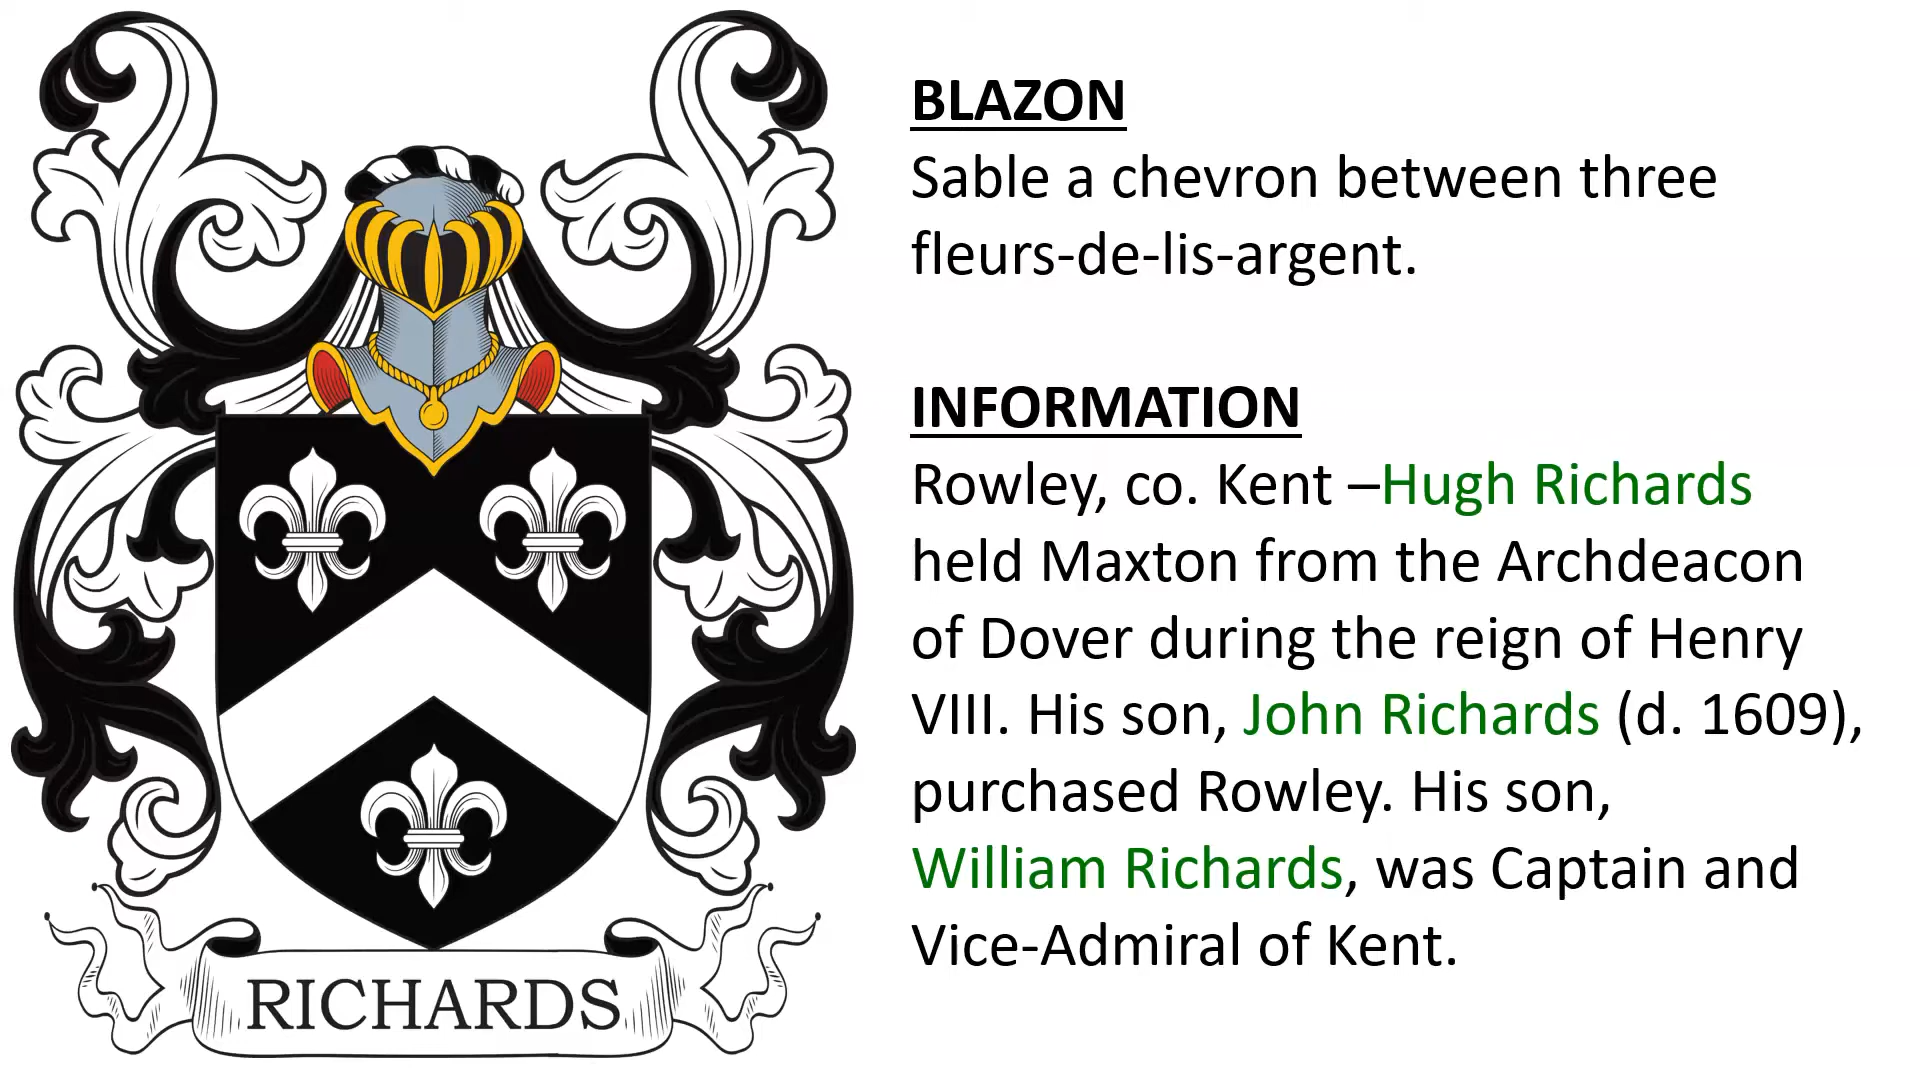 BLAZON
Sable a chevron between three
fleurs-de-lis-argent.
INFORMATION
Rowley, co. Kent –Hugh Richards
held Maxton from the Archdeacon
of Dover during the reign of Henry
VIII. His son, John Richards (d. 1609),
purchased Rowley. His son,
William Richards, was Captain and
Vice-Admiral of Kent.
RICHARDS